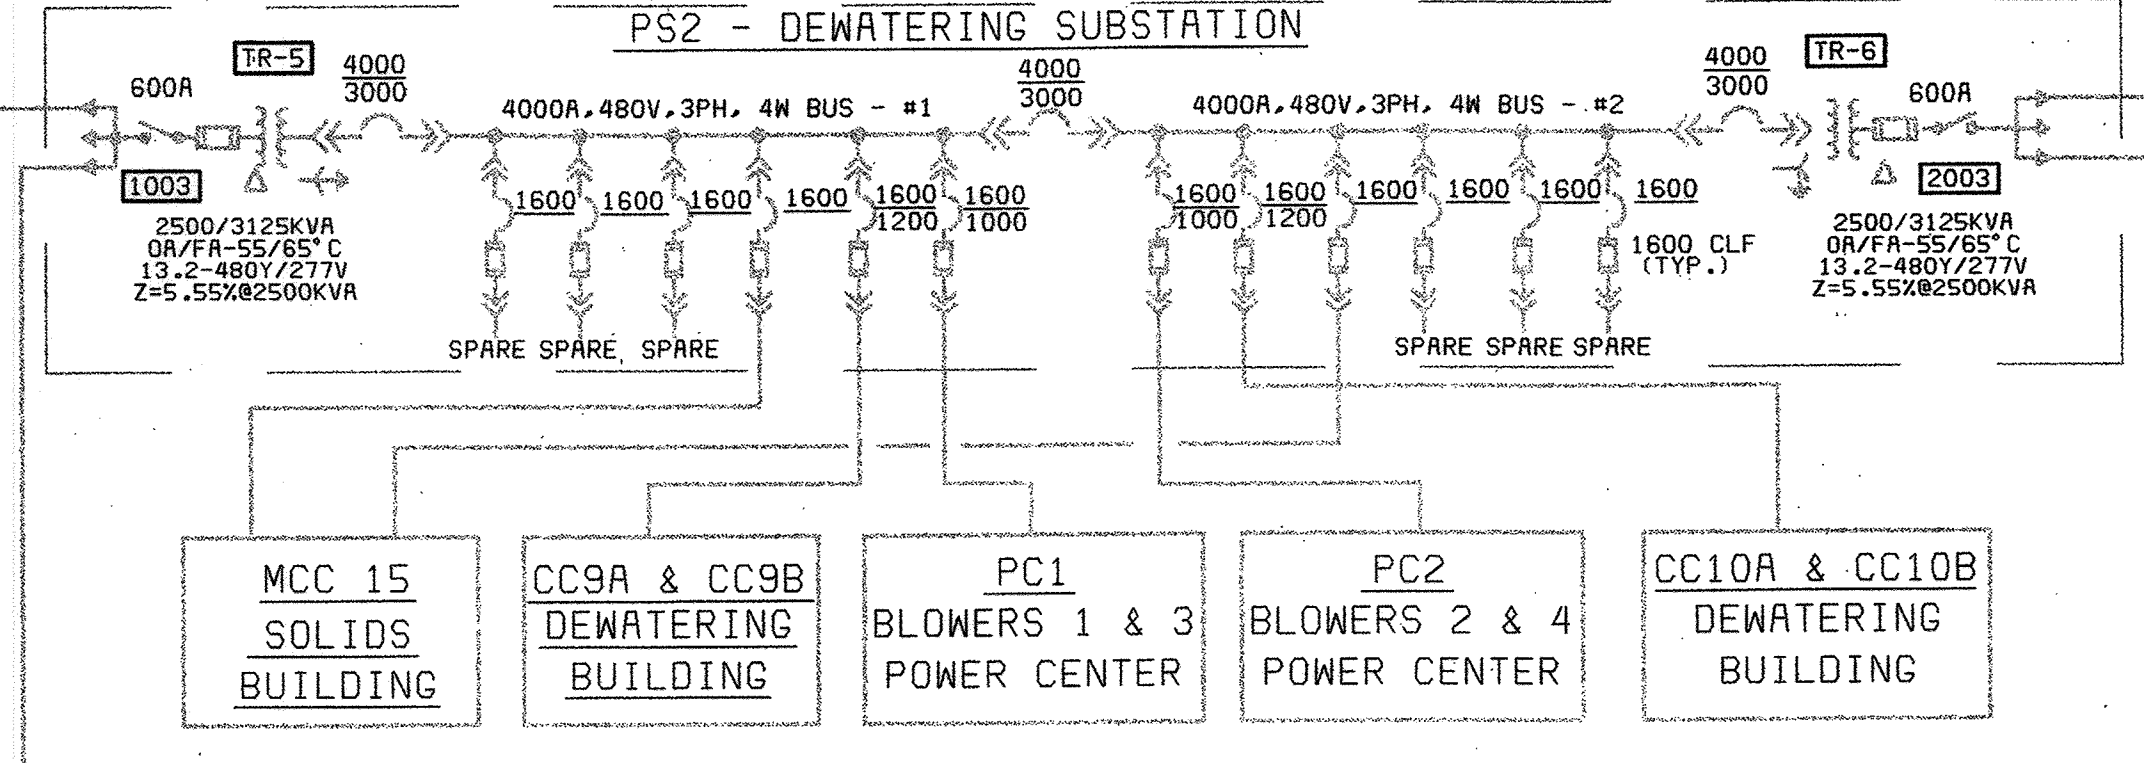 PS2 - DEWATERING SUBSTATION
TR-5
4000
3000
600A
4000A, 480V, 3PH, 4W BUS - #1
4000
3000
4000A, 480V, 3PH, 4W BUS - #2
4000
3000
TR-6
600A
1003
2500/3125KVA
OA/FA-55/65°C
13.2-480Y/277V
Z=5.55%@2500KVA
1600
1600
1600
1600
1600
1200
1600
1000
1600
1000
1600
1200
1600
1600
1600
1600
1600 CLF
(TYP.)
2003
2500/3125KVA
OA/FA-55/65°C
13.2-480Y/277V
Z=5.55%@2500KVA
SPARE SPARE SPARE
SPARE SPARE SPARE
MCC 15
SOLIDS
BUILDING
CC9A & CC9B
DEWATERING
BUILDING
PC1
BLOWERS 1 & 3
POWER CENTER
PC2
BLOWERS 2 & 4
POWER CENTER
CC10A & CC10B
DEWATERING
BUILDING